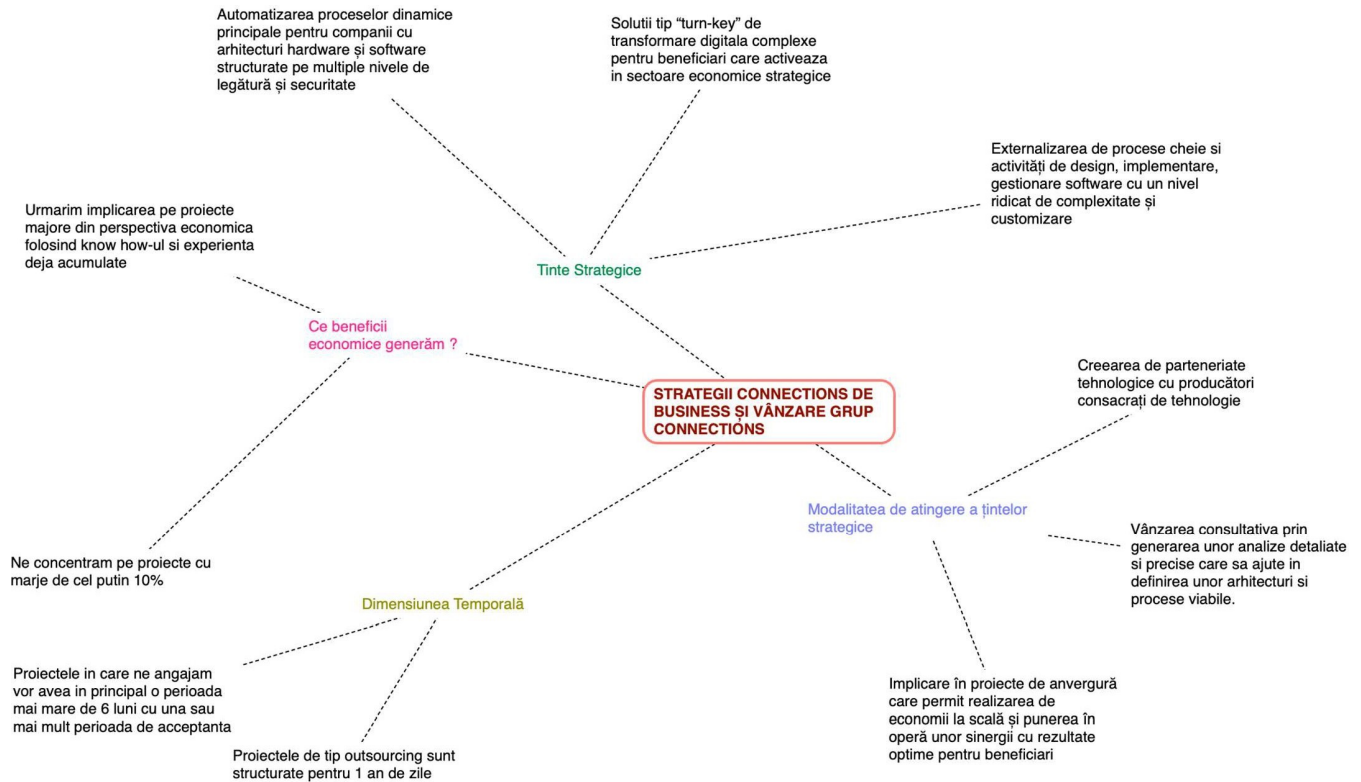 Automatizarea proceselor dinamice
principale pentru companii cu
arhitecturi hardware și software
structurate pe multiple nivele de
legătură și securitate
Solutii tip “turn-key” de
transformare digitala complexe
pentru beneficiari care activeaza
in sectoare economice strategice
Externalizarea de procese cheie si
activități de design, implementare,
gestionare software cu un nivel
ridicat de complexitate și
customizare
Urmarim implicarea pe proiecte
majore din perspectiva economica
folosind know how-ul si experienta
deja acumulate
Tinte Strategice
Ce beneficii
economice generăm ?
STRATEGII CONNECTIONS DE
BUSINESS ȘI VÂNZARE GRUP
CONNECTIONS
Creearea de parteneriate
tehnologice cu producători
consacrați de tehnologie
Modalitatea de atingere a țintelor
strategice
Vânzarea consultativa prin
generarea unor analize detaliate
si precise care sa ajute in
definirea unor arhitecturi si
procese viabile.
Ne concentram pe proiecte cu
marje de cel putin 10%
Dimensiunea Temporală
Proiectele in care ne angajam
vor avea in principal o perioada
mai mare de 6 luni cu una sau
mai mult perioada de acceptanta
Proiectele de tip outsourcing sunt
structurate pentru 1 an de zile
Implicare în proiecte de anvergură
care permit realizarea de
economii la scală și punerea în
operă unor sinergii cu rezultate
optime pentru beneficiari